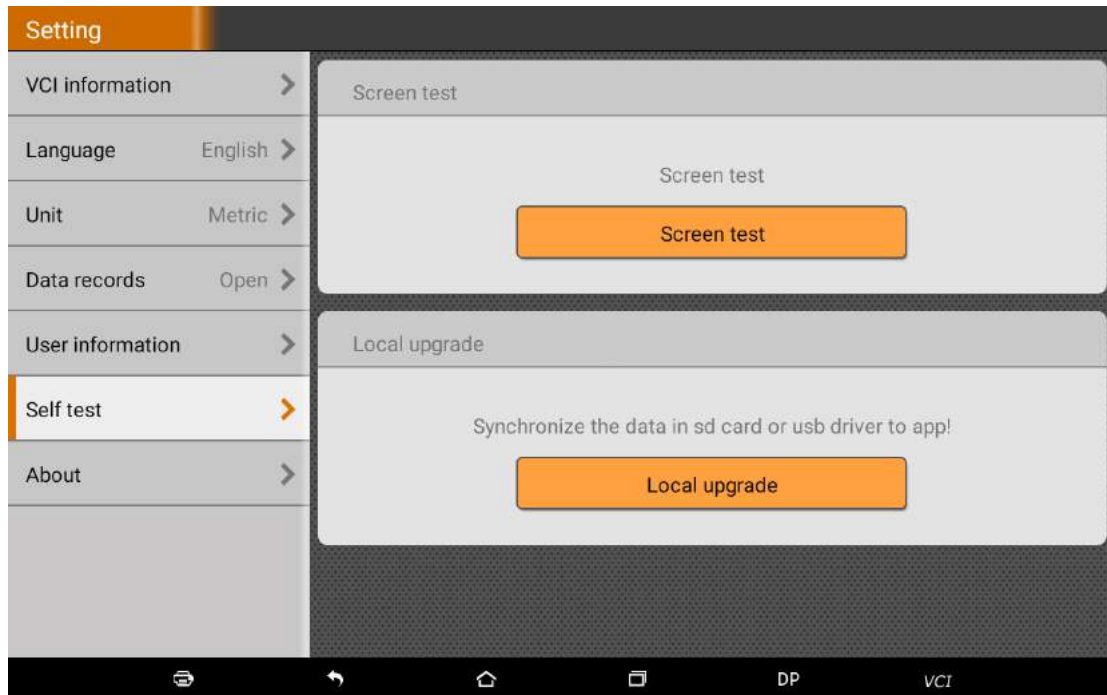 Setting
VCI information
Language English
Unit Metric
Data records Open
User information
Self test
About
Screen test
Screen test
Screen test
Local upgrade
Synchronize the data in sd card or usb driver to app!
Local upgrade
DP VCI